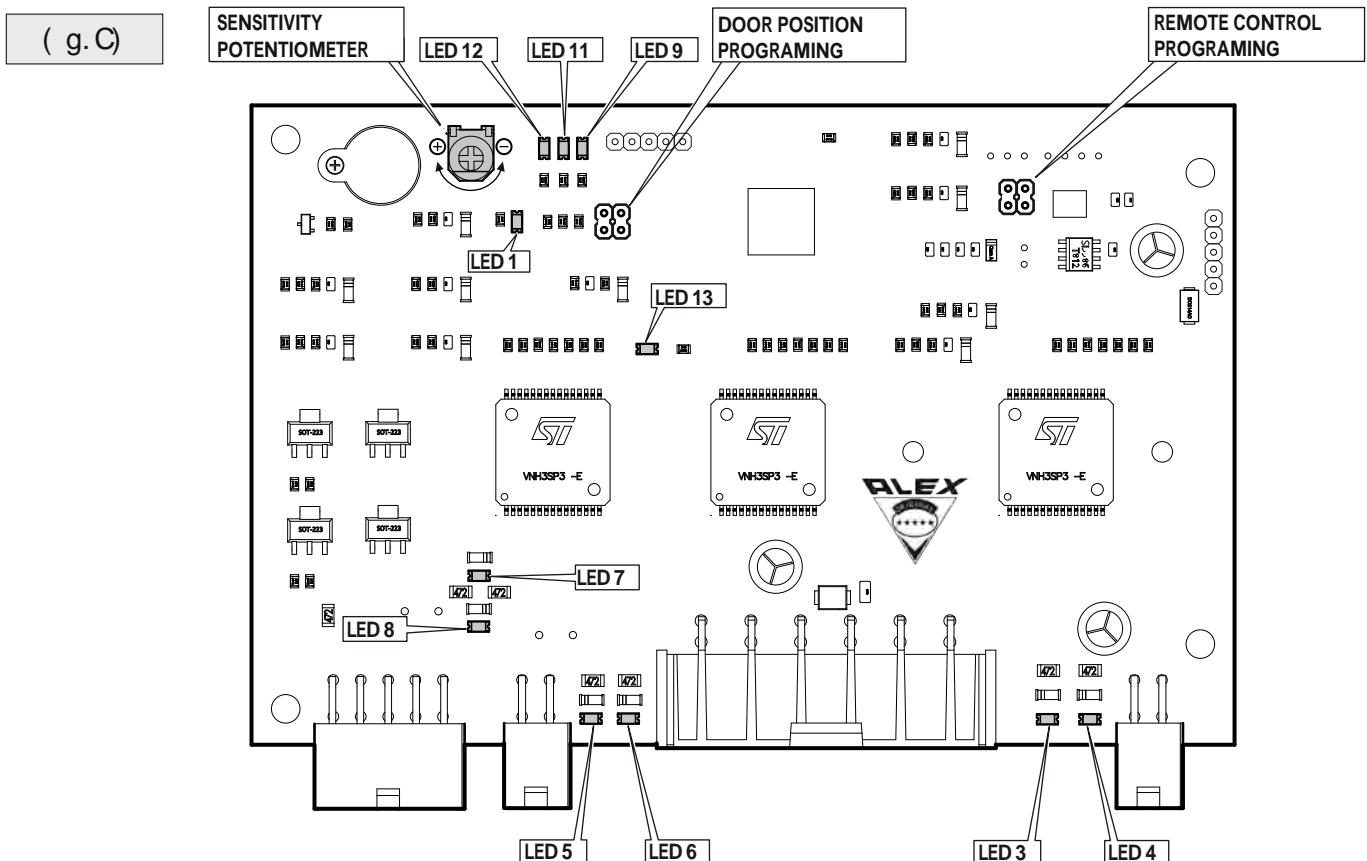 ( g.C)
SENSITIVITY
POTENTIOMETER
LED 12
LED 11
LED 9
DOOR POSITION
PROGRAMING
REMOTE CONTROL
PROGRAMING
LED 1
LED 13
SOT-223
SOT-223
VNH3SP3 -E
VNH3SP3 -E
VNH3SP3 -E
ALEX
SOT-223
SOT-223
LED 7
472
472
472
LED 8
472
472
472
472
LED 5
LED 6
LED 3
LED 4